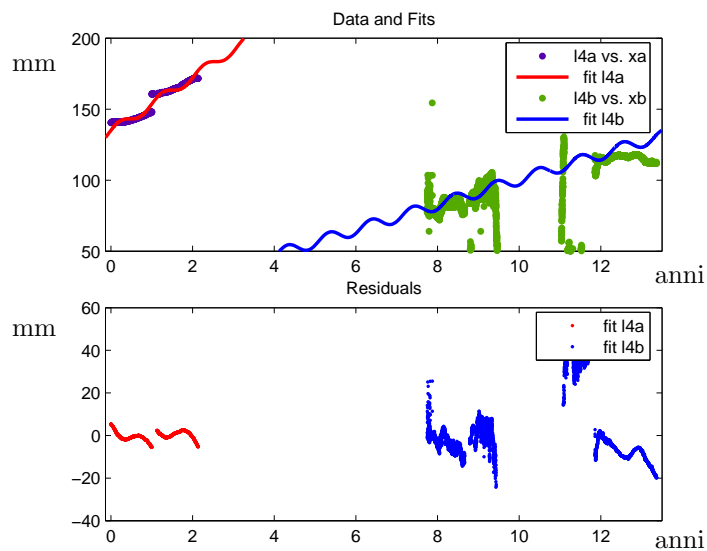 Data and Fits
mm
200
150
100
50
l4a vs. xa
fit l4a
l4b vs. xb
fit l4b
0 2 4 6 8 10 12
anni
Residuals
mm
60
40
20
0
−20
−40
fit l4a
fit l4b
0 2 4 6 8 10 12
anni